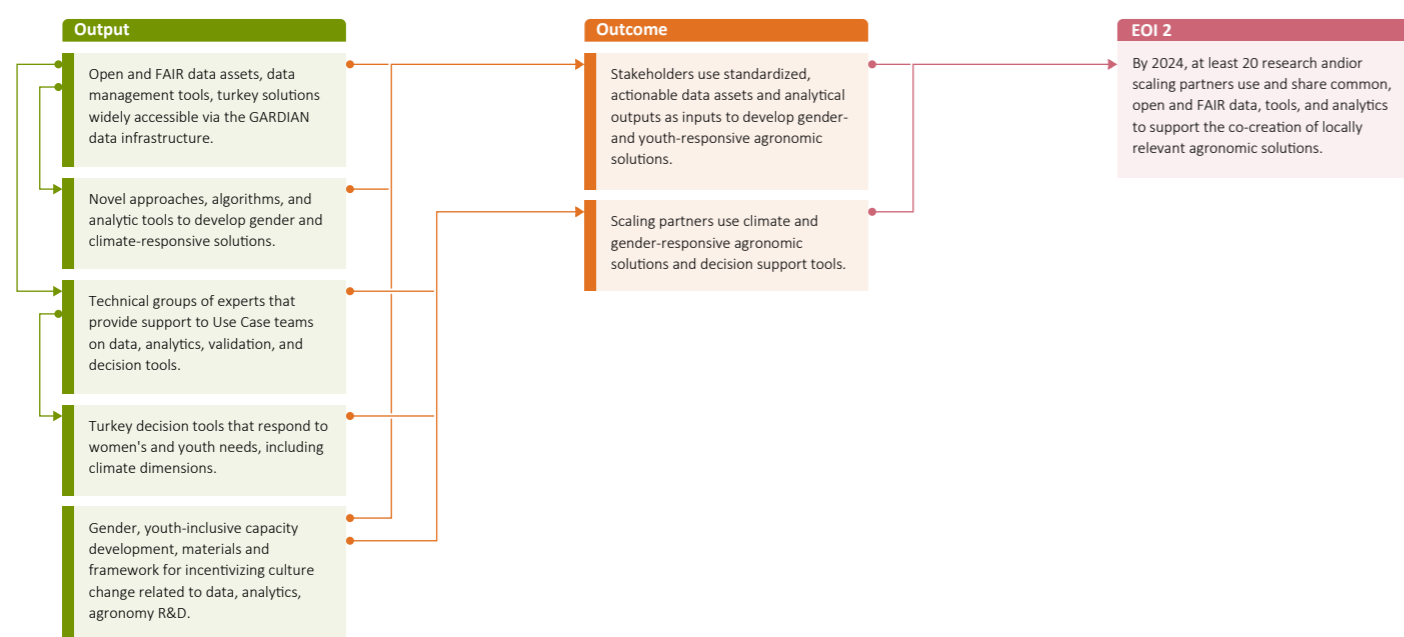 Output
Open and FAIR data assets, data
management tools, turkey solutions
widely accessible via the GARDIAN
data infrastructure.
Novel approaches, algorithms, and
analytic tools to develop gender and
climate-responsive solutions.
Technical groups of experts that
provide support to Use Case teams
on data, analytics, validation, and
decision tools.
Turkey decision tools that respond to
women's and youth needs, including
climate dimensions.
Gender, youth-inclusive capacity
development, materials and
framework for incentivizing culture
change related to data, analytics,
agronomy R&D.
Outcome
Stakeholders use standardized,
actionable data assets and analytical
outputs as inputs to develop gender-
and youth-responsive agronomic
solutions.
Scaling partners use climate and
gender-responsive agronomic
solutions and decision support tools.
EOI 2
By 2024, at least 20 research andior
scaling partners use and share common,
open and FAIR data, tools, and analytics
to support the co-creation of locally
relevant agronomic solutions.